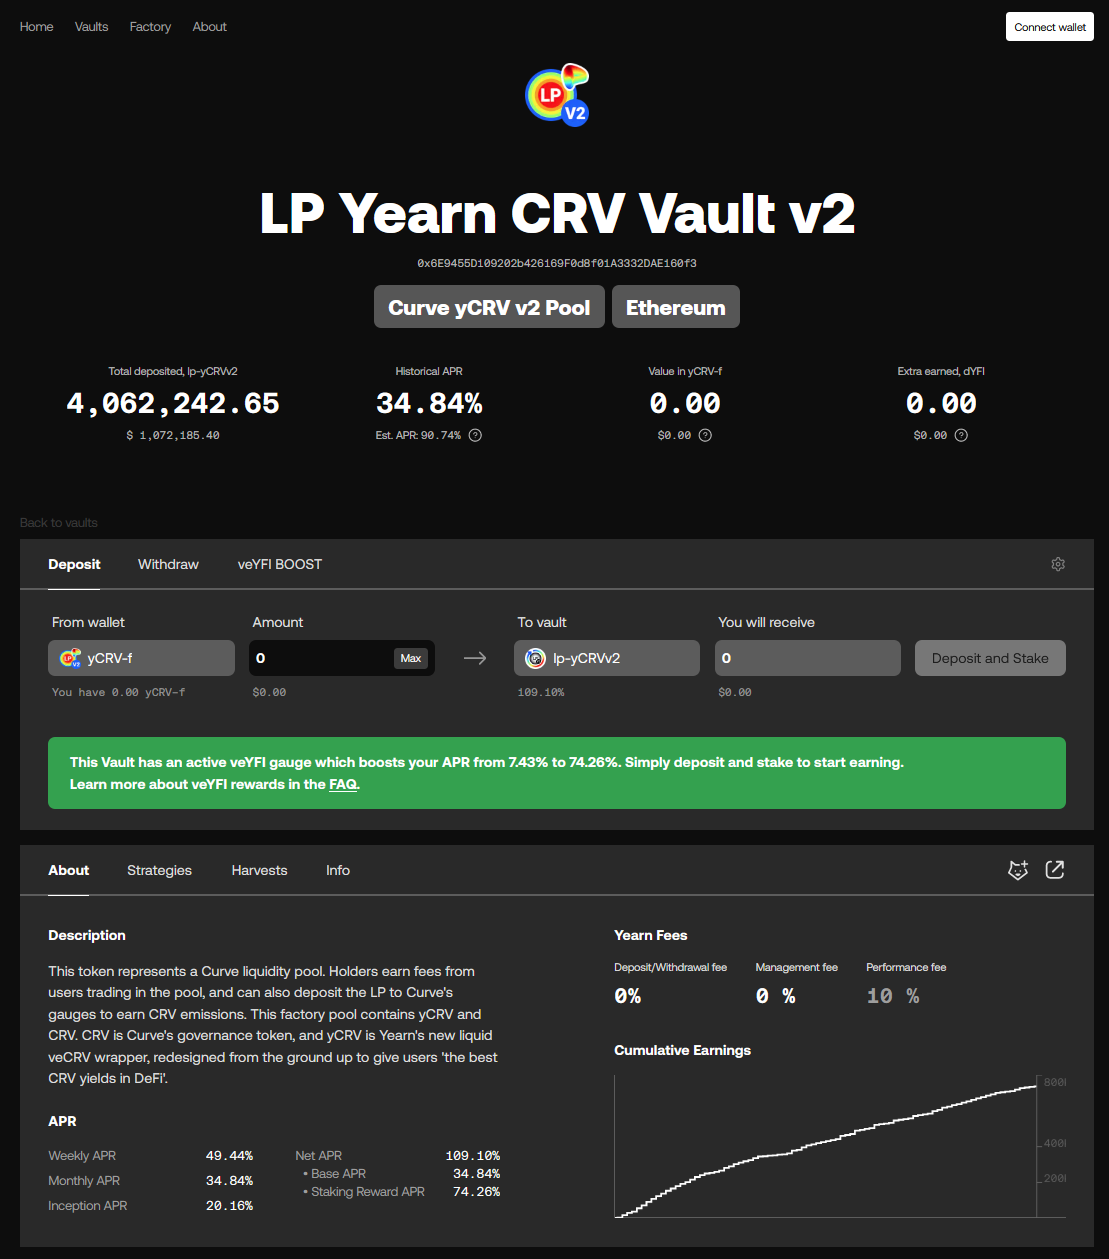 Home Vaults Factory About Connect wallet
LP
V2
LP Yearn CRV Vault v2
0x6E9455D109202b426169F0d8f01A3332DAE160f3
Curve yCRV v2 Pool Ethereum
Total deposited, lp-yCRVv2 Historical APR Value in yCRV-f Extra earned, dYFI
4,062,242.65 34.84% 0.00 0.00
$ 1,072,185.40 Est. APR: 90.74% ? $0.00 ? $0.00 ?
Back to vaults
Deposit Withdraw veYFI BOOST
From wallet Amount To vault You will receive
yCRV-f 0 Max lp-yCRVv2 0 Deposit and Stake
You have 0.00 yCRV-f $0.00 109.10% $0.00
This Vault has an active veYFI gauge which boosts your APR from 7.43% to 74.26%. Simply deposit and stake to start earning.
Learn more about veYFI rewards in the FAQ.
About Strategies Harvests Info
Description
This token represents a Curve liquidity pool. Holders earn fees from
users trading in the pool, and can also deposit the LP to Curve's
gauges to earn CRV emissions. This factory pool contains yCRV and
CRV. CRV is Curve's governance token, and yCRV is Yearn's new liquid
veCRV wrapper, redesigned from the ground up to give users 'the best
CRV yields in DeFi'.
APR
Weekly APR 49.44%
Monthly APR 34.84%
Inception APR 20.16%
Net APR 109.10%
• Base APR 34.84%
• Staking Reward APR 74.26%
Yearn Fees
Deposit/Withdrawal fee Management fee Performance fee
0% 0 % 10 %
Cumulative Earnings
800
400
200